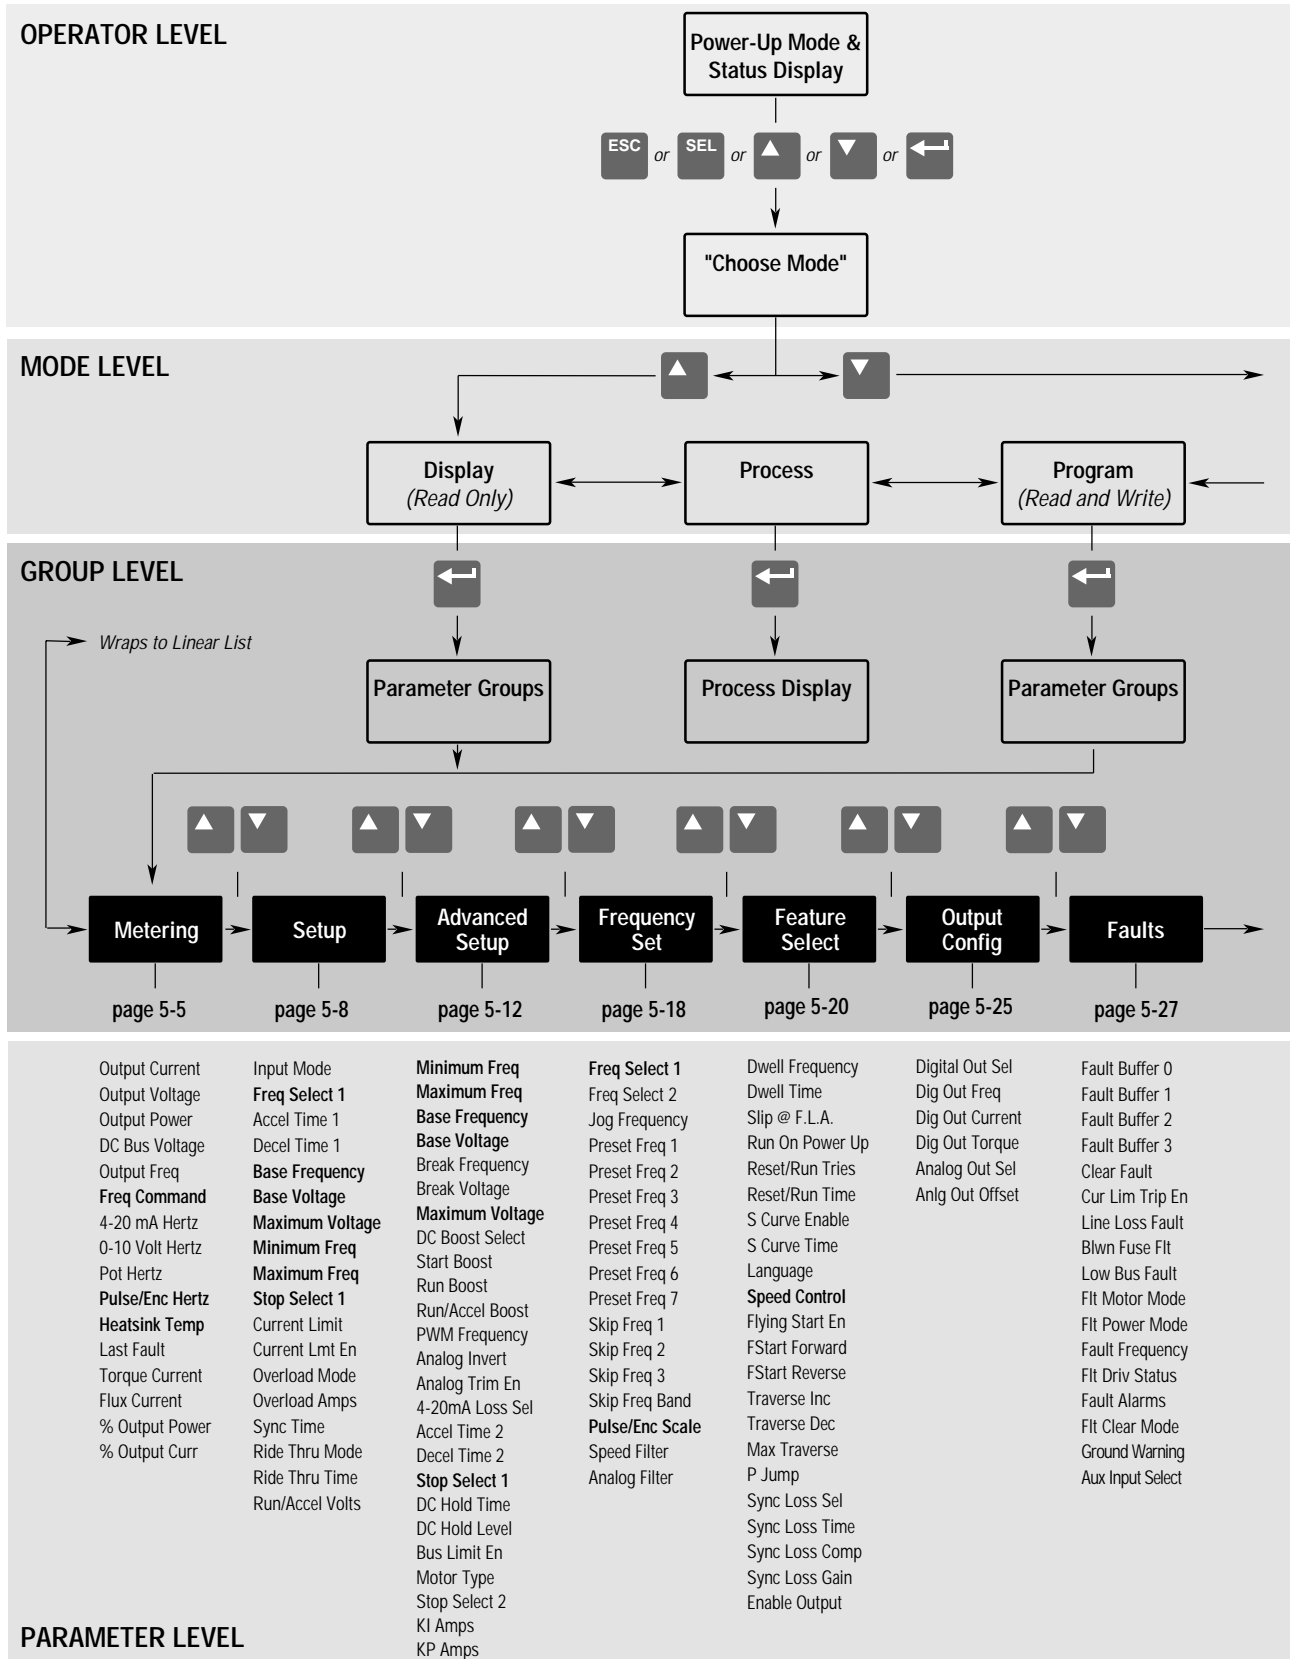 OPERATOR LEVEL
Power-Up Mode &
Status Display
ESC or SEL or or or
"Choose Mode"
MODE LEVEL
Display
(Read Only)
Process
Program
(Read and Write)
GROUP LEVEL
Wraps to Linear List
Parameter Groups
Process Display
Parameter Groups
Metering
Setup
Advanced
Setup
Frequency
Set
Feature
Select
Output
Config
Faults
page 5-5
page 5-8
page 5-12
page 5-18
page 5-20
page 5-25
page 5-27
Output Current
Output Voltage
Output Power
DC Bus Voltage
Output Freq
Freq Command
4-20 mA Hertz
0-10 Volt Hertz
Pot Hertz
Pulse/Enc Hertz
Heatsink Temp
Last Fault
Torque Current
Flux Current
% Output Power
% Output Curr
Input Mode
Freq Select 1
Accel Time 1
Decel Time 1
Base Frequency
Base Voltage
Maximum Voltage
Minimum Freq
Maximum Freq
Stop Select 1
Current Limit
Current Lmt En
Overload Mode
Overload Amps
Sync Time
Ride Thru Mode
Ride Thru Time
Run/Accel Volts
Minimum Freq
Maximum Freq
Base Frequency
Base Voltage
Break Frequency
Break Voltage
Maximum Voltage
DC Boost Select
Start Boost
Run Boost
Run/Accel Boost
PWM Frequency
Analog Invert
Analog Trim En
4-20mA Loss Sel
Accel Time 2
Decel Time 2
Stop Select 1
DC Hold Time
DC Hold Level
Bus Limit En
Motor Type
Stop Select 2
KI Amps
KP Amps
Freq Select 1
Freq Select 2
Jog Frequency
Preset Freq 1
Preset Freq 2
Preset Freq 3
Preset Freq 4
Preset Freq 5
Preset Freq 6
Preset Freq 7
Skip Freq 1
Skip Freq 2
Skip Freq 3
Skip Freq Band
Pulse/Enc Scale
Speed Filter
Analog Filter
Dwell Frequency
Dwell Time
Slip @ F.L.A.
Run On Power Up
Reset/Run Tries
Reset/Run Time
S Curve Enable
S Curve Time
Language
Speed Control
Flying Start En
FStart Forward
FStart Reverse
Traverse Inc
Traverse Dec
Max Traverse
P Jump
Sync Loss Sel
Sync Loss Time
Sync Loss Comp
Sync Loss Gain
Enable Output
Digital Out Sel
Dig Out Freq
Dig Out Current
Dig Out Torque
Analog Out Sel
Anlg Out Offset
Fault Buffer 0
Fault Buffer 1
Fault Buffer 2
Fault Buffer 3
Clear Fault
Cur Lim Trip En
Line Loss Fault
Blwn Fuse Flt
Low Bus Fault
Flt Motor Mode
Flt Power Mode
Fault Frequency
Flt Driv Status
Fault Alarms
Flt Clear Mode
Ground Warning
Aux Input Select
PARAMETER LEVEL